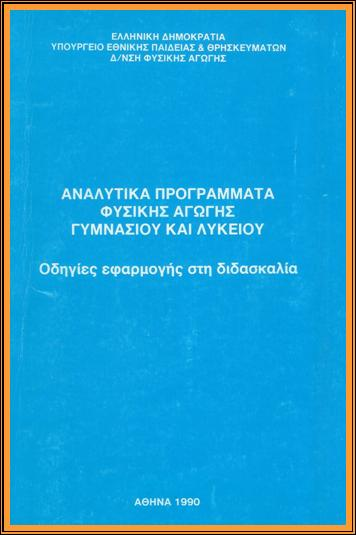 ΕΛΛΗΝΙΚΗ ΔΗΜΟΚΡΑΤΙΑ
ΥΠΟΥΡΓΕΙΟ ΕΘΝΙΚΗΣ ΠΑΙΔΕΙΑΣ & ΘΡΗΣΚΕΥΜΑΤΩΝ
Δ/ΝΣΗ ΦΥΣΙΚΗΣ ΑΓΩΓΗΣ
ΑΝΑΛΥΤΙΚΑ ΠΡΟΓΡΑΜΜΑΤΑ
ΦΥΣΙΚΗΣ ΑΓΩΓΗΣ
ΓΥΜΝΑΣΙΟΥ ΚΑΙ ΛΥΚΕΙΟΥ
Οδηγίες εφαρμογής στη διδασκαλία
ΑΘΗΝΑ 1990